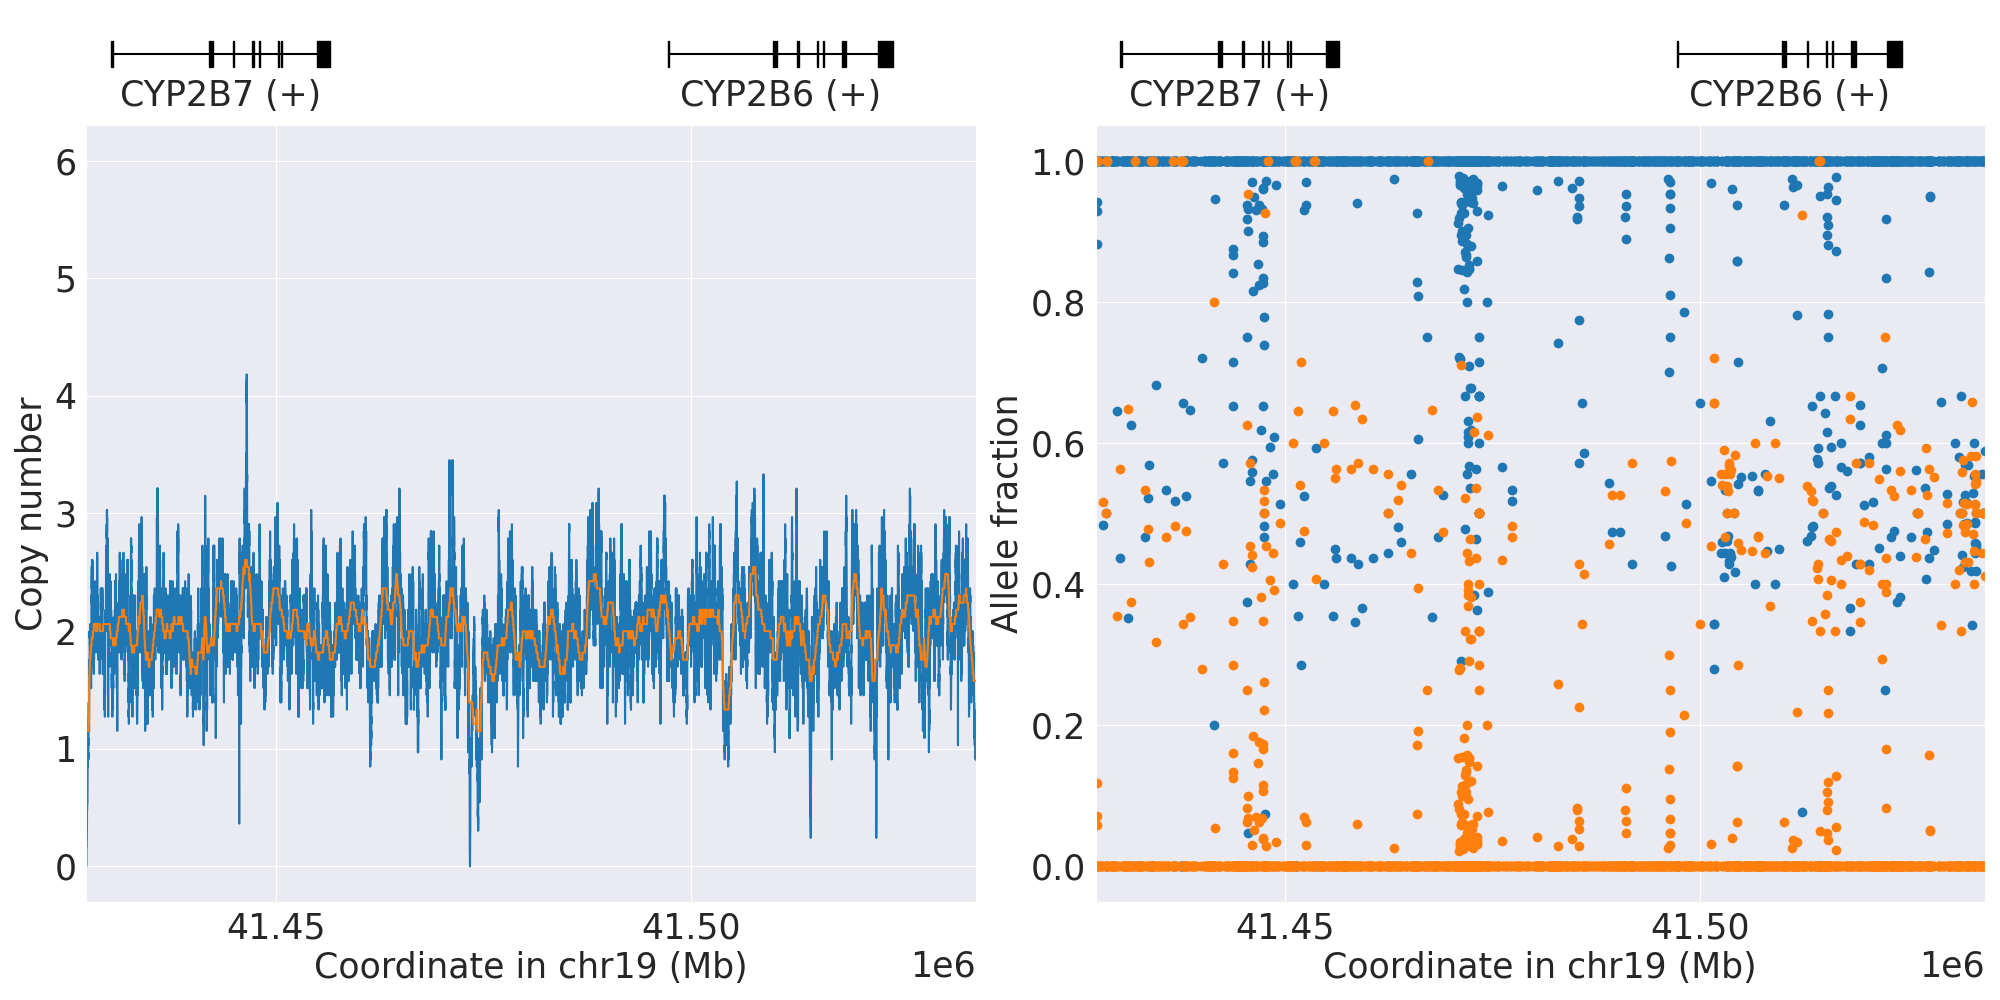 CYP2B7 (+) CYP2B6 (+)
CYP2B7 (+) CYP2B6 (+)
Copy number
6
5
4
3
2
1
0
41.45 41.50
Coordinate in chr19 (Mb) 1e6
Allele fraction
1.0
0.8
0.6
0.4
0.2
0.0
41.45 41.50
Coordinate in chr19 (Mb) 1e6